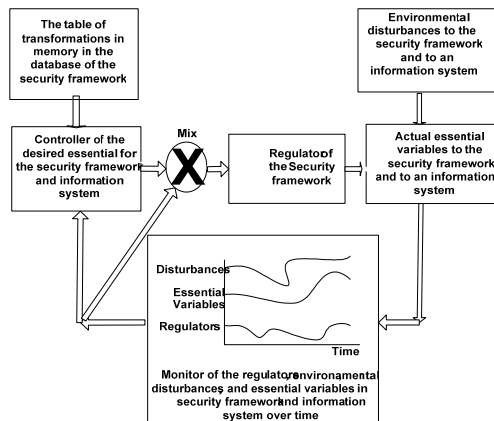 The table of
transformations in
memory in the
database of the
security framework
Environmental
disturbances to the
security framework
and to an
information system
Controller of the
desired essential for
the security framework
and information
system
Mix
X
Regulator of
the Security
framework
Actual essential
variables to the
security framework
and to an information
system
Disturbances
Essential
Variables
Regulators
Time
Monitor of the regulators, environmental
disturbances, and essential variables in
security framework and information
system over time